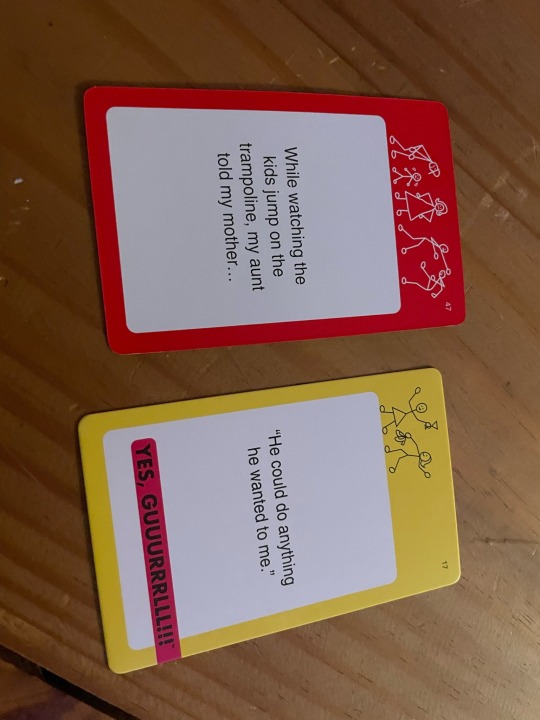 While watching the
kids jump on the
trampoline, my aunt
told my mother...
47
"He could do anything
he wanted to me."
YES, GUUURRRLLL!!!
17